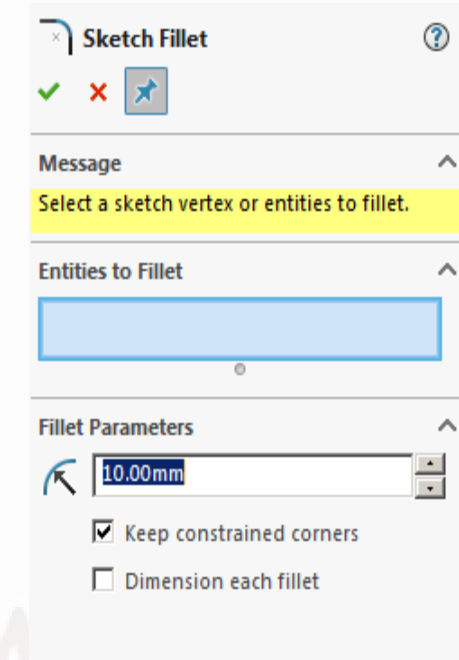 Sketch Fillet
?
Message
Select a sketch vertex or entities to fillet.
Entities to Fillet
Fillet Parameters
10.00mm
Keep constrained corners
Dimension each fillet